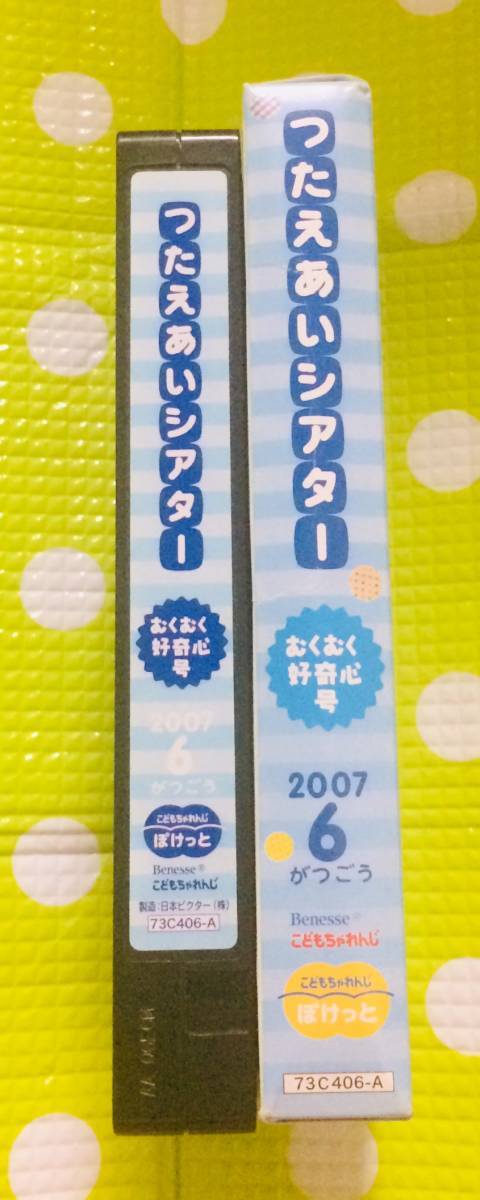 つたえあいシアター
むくむく
好奇心
号
2007
6
がつごう
こどもちゃれんじ
ぽけっと
Benesse®
こどもちゃれんじ
製造:日本ビクター(株)
73C406-A
つたえあいシアター
むくむく
好奇心
号
2007
6
がつごう
Benesse®
こどもちゃれんじ
こどもちゃれんじ
ぽけっと
73C406-A